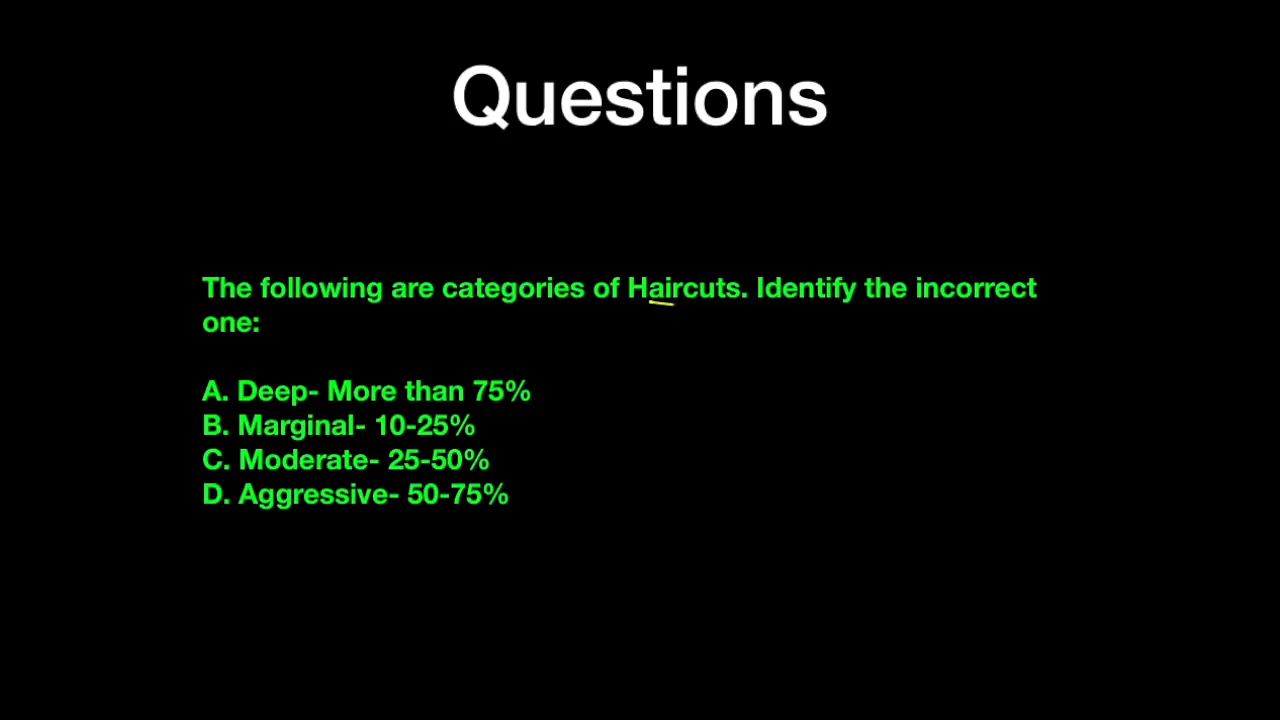 Questions
The following are categories of Haircuts. Identify the incorrect
one:
A. Deep- More than 75%
B. Marginal- 10-25%
C. Moderate- 25-50%
D. Aggressive- 50-75%